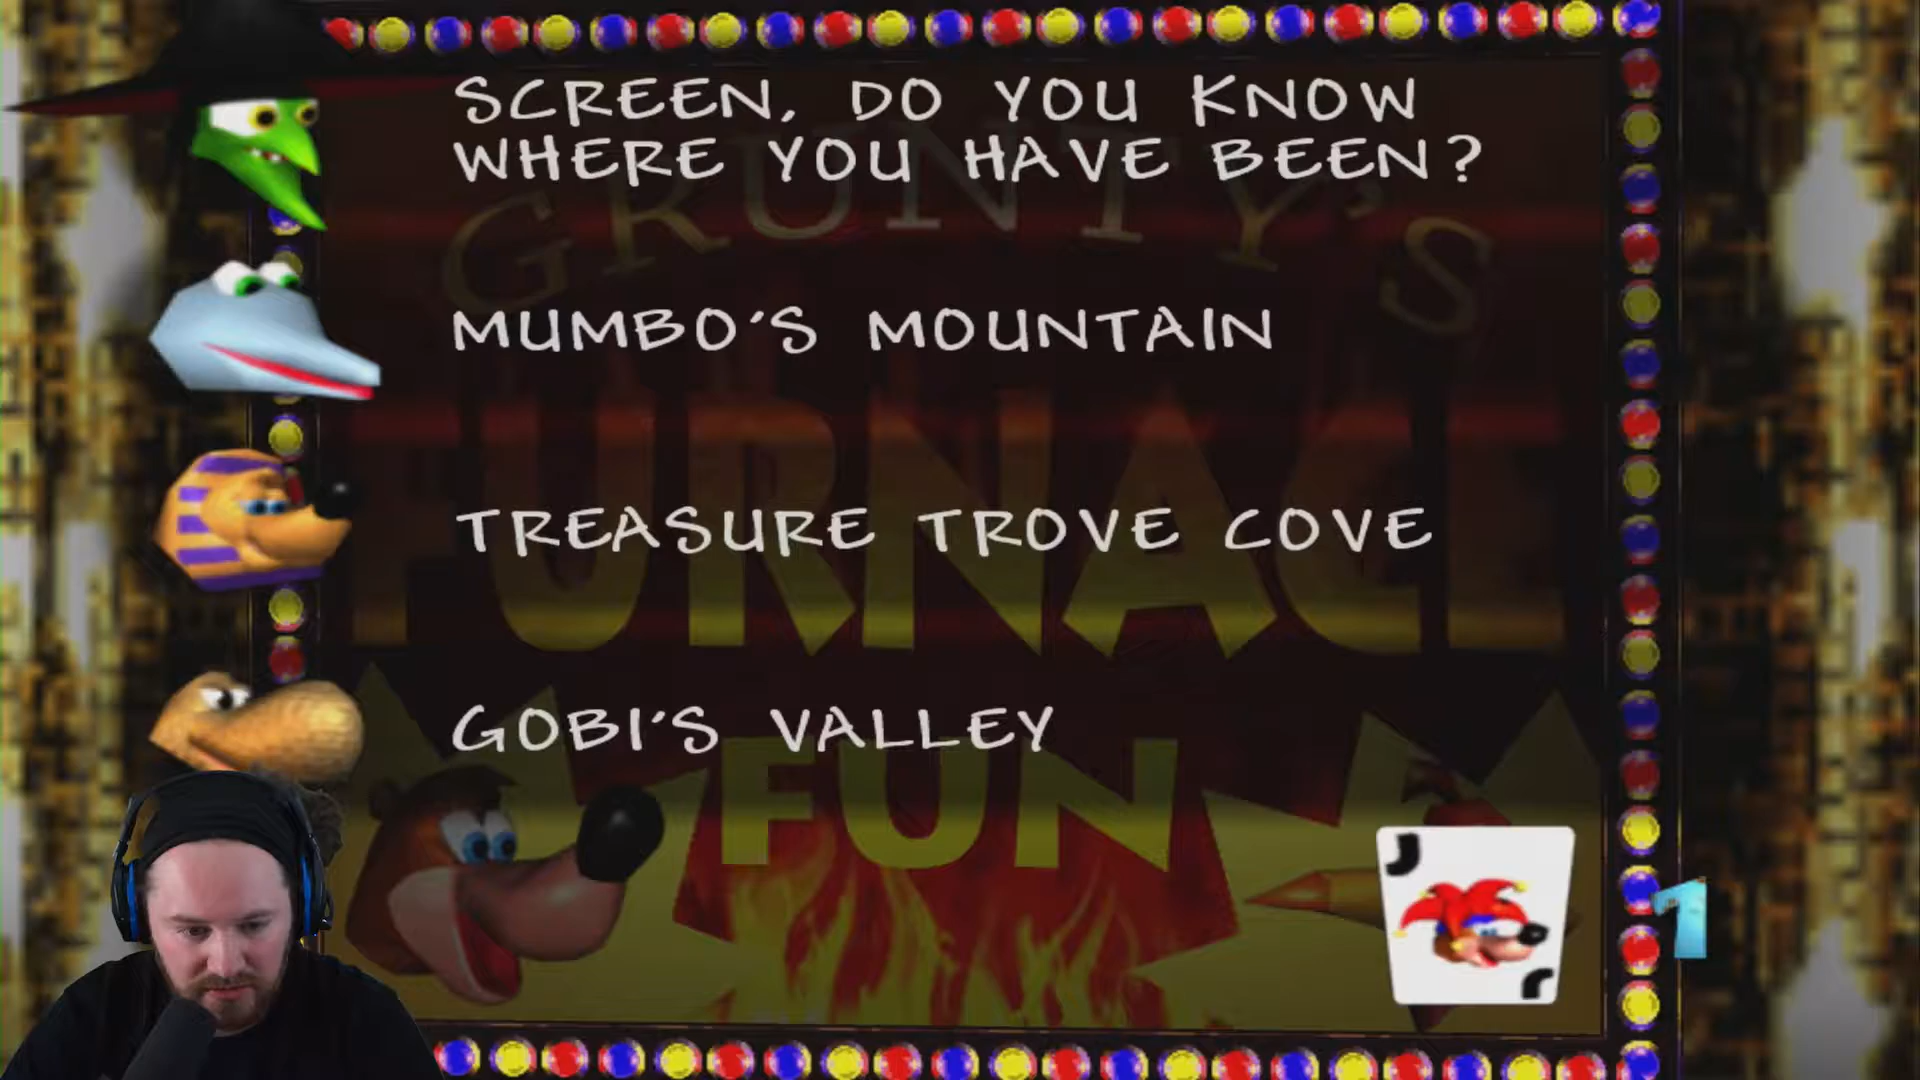 SCREEN, DO YOU KNOW
WHERE YOU HAVE BEEN?
GRUNTY'S
MUMBO'S MOUNTAIN
FURNACE
TREASURE TROVE COVE
GOBI'S VALLEY
FUN
J
J
1